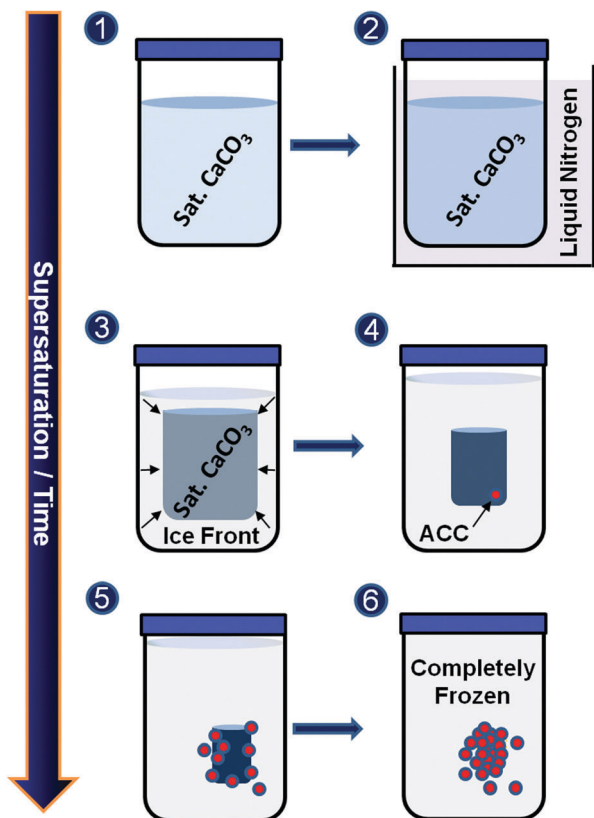 1
2
Sat. CaCO₃
Sat. CaCO₃
Liquid Nitrogen
Supersaturation / Time
3
4
Sat. CaCO₃
Ice Front
ACC
5
6
Completely
Frozen